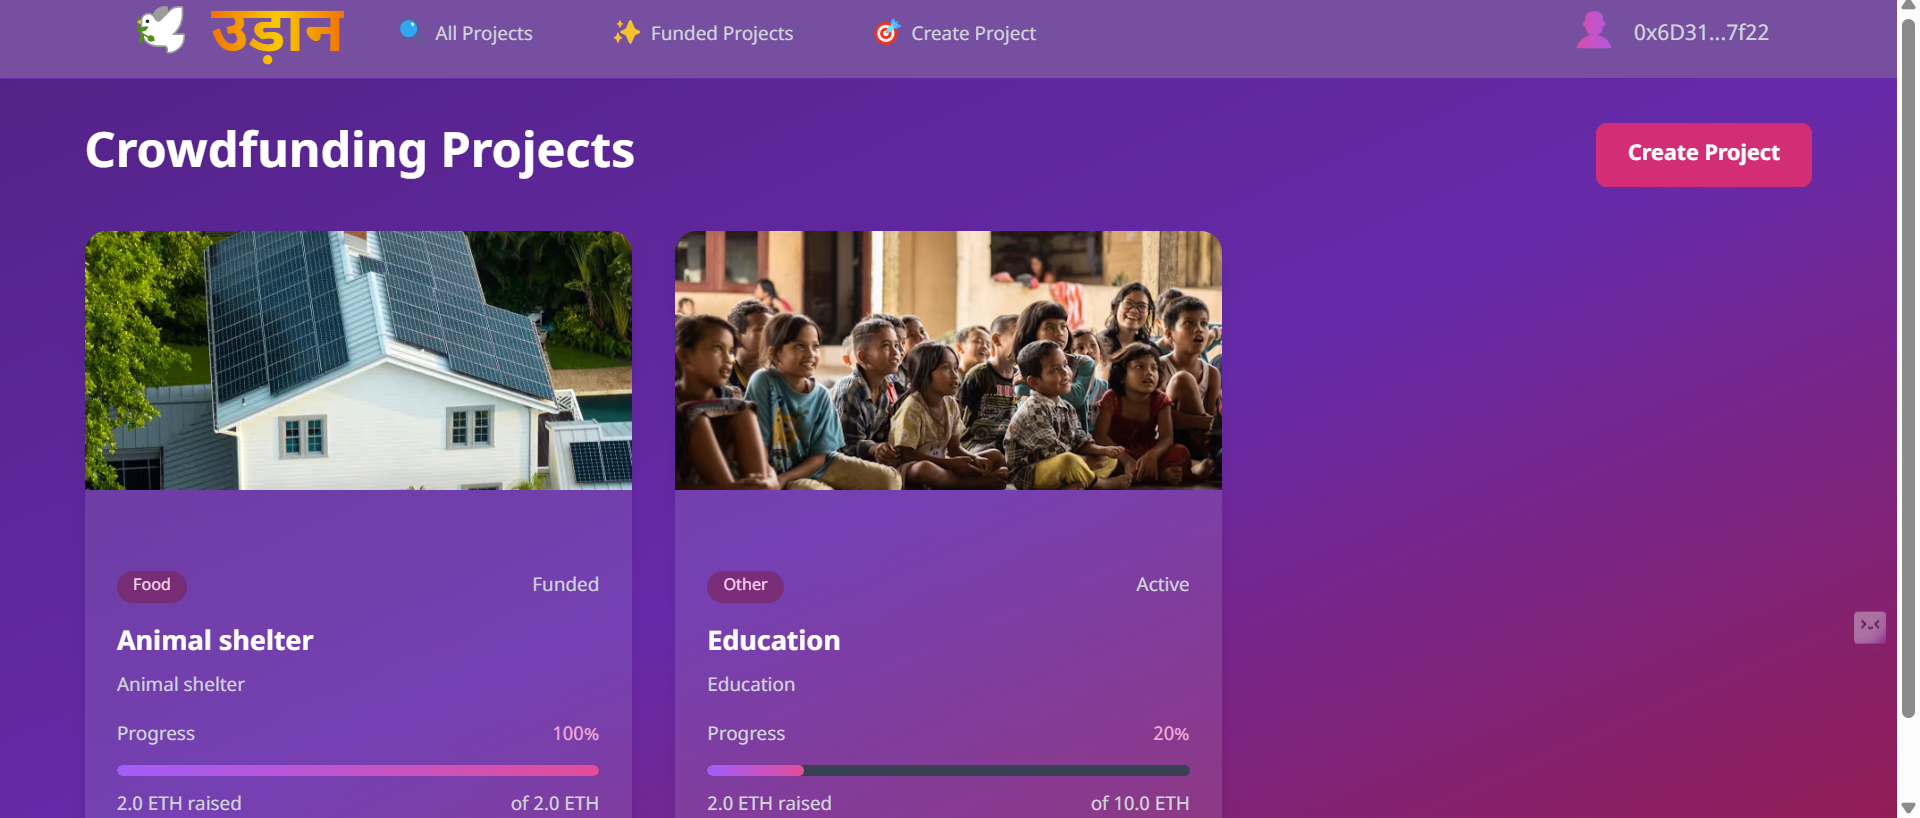 उड़ान
All Projects
Funded Projects
Create Project
0x6D31...7f22
Crowdfunding Projects
Create Project
Food
Funded
Animal shelter
Animal shelter
Progress
100%
2.0 ETH raised
of 2.0 ETH
Other
Active
Education
Education
Progress
20%
2.0 ETH raised
of 10.0 ETH